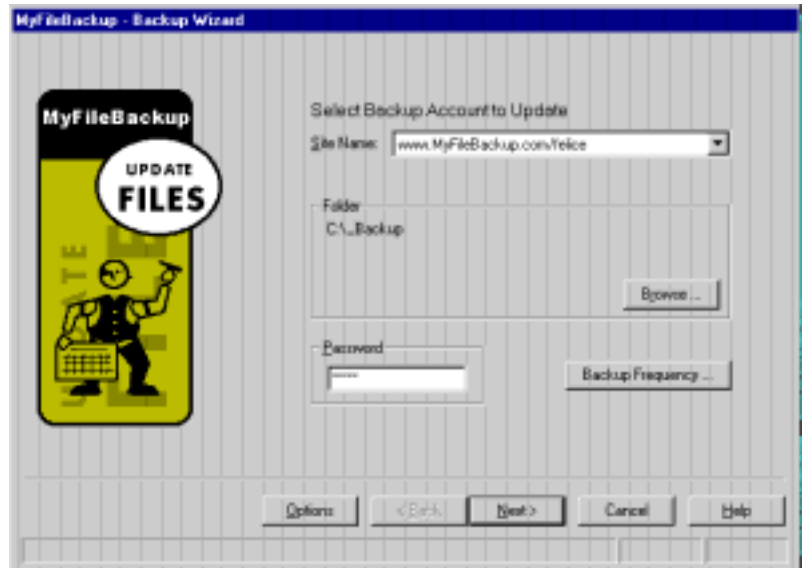 MyFileBackup - Backup Wizard
MyFileBackup
UPDATE
FILES
UPDATE
Select Backup Account to Update
Site Name:
www.MyFileBackup.com/felice
Folder
C:\_Backup
Browse ...
Password
Backup Frequency ...
Options
< Back
Next >
Cancel
Help